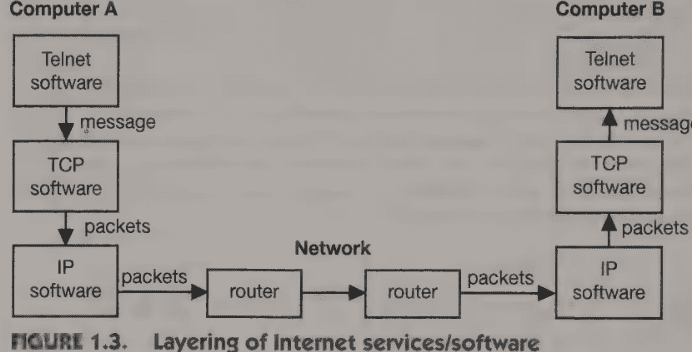 Computer A
Computer B
Telnet
software
Telnet
software
message
message
TCP
software
TCP
software
packets
packets
Network
IP
software
packets
router
router
packets
IP
software
FIGURE 1.3. Layering of Internet services/software